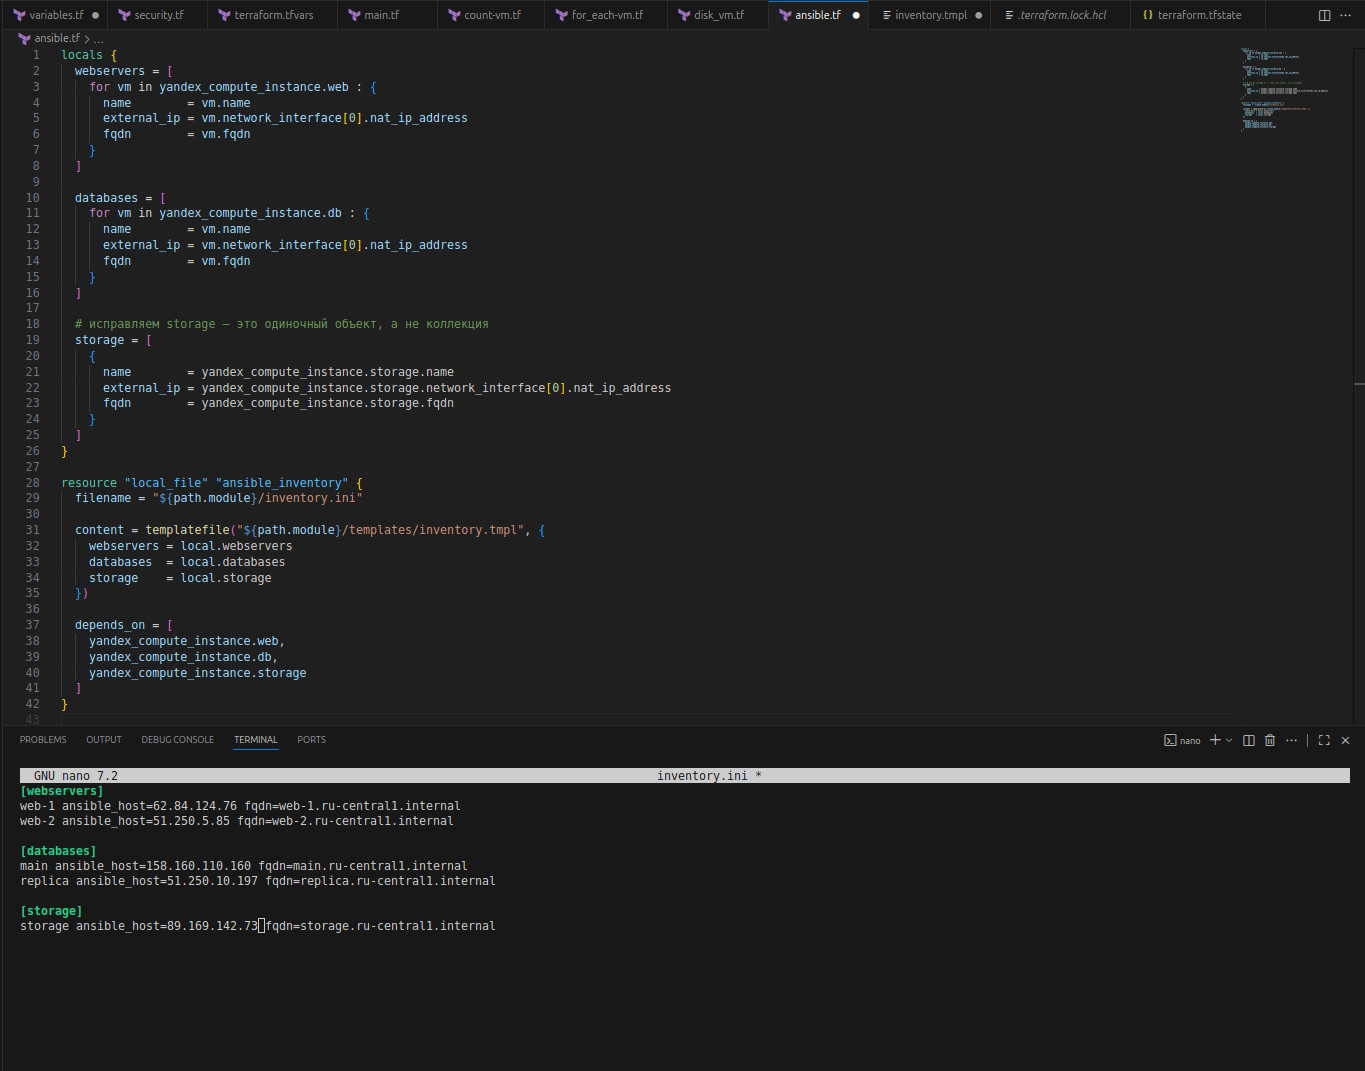 variables.tf security.tf terraform.tfvars main.tf count-vm.tf for_each-vm.tf disk_vm.tf ansible.tf inventory.tmpl .terraform.lock.hcl terraform.tfstate
ansible.tf > ...
1 locals {
2 webservers = [
3 for vm in yandex_compute_instance.web : {
4 name = vm.name
5 external_ip = vm.network_interface[0].nat_ip_address
6 fqdn = vm.fqdn
7 }
8 ]
9
10 databases = [
11 for vm in yandex_compute_instance.db : {
12 name = vm.name
13 external_ip = vm.network_interface[0].nat_ip_address
14 fqdn = vm.fqdn
15 }
16 ]
17
18 # исправляем storage — это одиночный объект, а не коллекция
19 storage = [
20 {
21 name = yandex_compute_instance.storage.name
22 external_ip = yandex_compute_instance.storage.network_interface[0].nat_ip_address
23 fqdn = yandex_compute_instance.storage.fqdn
24 }
25 ]
26 }
27
28 resource "local_file" "ansible_inventory" {
29 filename = "${path.module}/inventory.ini"
30
31 content = templatefile("${path.module}/templates/inventory.tmpl", {
32 webservers = local.webservers
33 databases = local.databases
34 storage = local.storage
35 })
36
37 depends_on = [
38 yandex_compute_instance.web,
39 yandex_compute_instance.db,
40 yandex_compute_instance.storage
41 ]
42 }
43
PROBLEMS OUTPUT DEBUG CONSOLE TERMINAL PORTS nano
GNU nano 7.2 inventory.ini *
[webservers]
web-1 ansible_host=62.84.124.76 fqdn=web-1.ru-central1.internal
web-2 ansible_host=51.250.5.85 fqdn=web-2.ru-central1.internal
[databases]
main ansible_host=158.160.110.160 fqdn=main.ru-central1.internal
replica ansible_host=51.250.10.197 fqdn=replica.ru-central1.internal
[storage]
storage ansible_host=89.169.142.73 fqdn=storage.ru-central1.internal